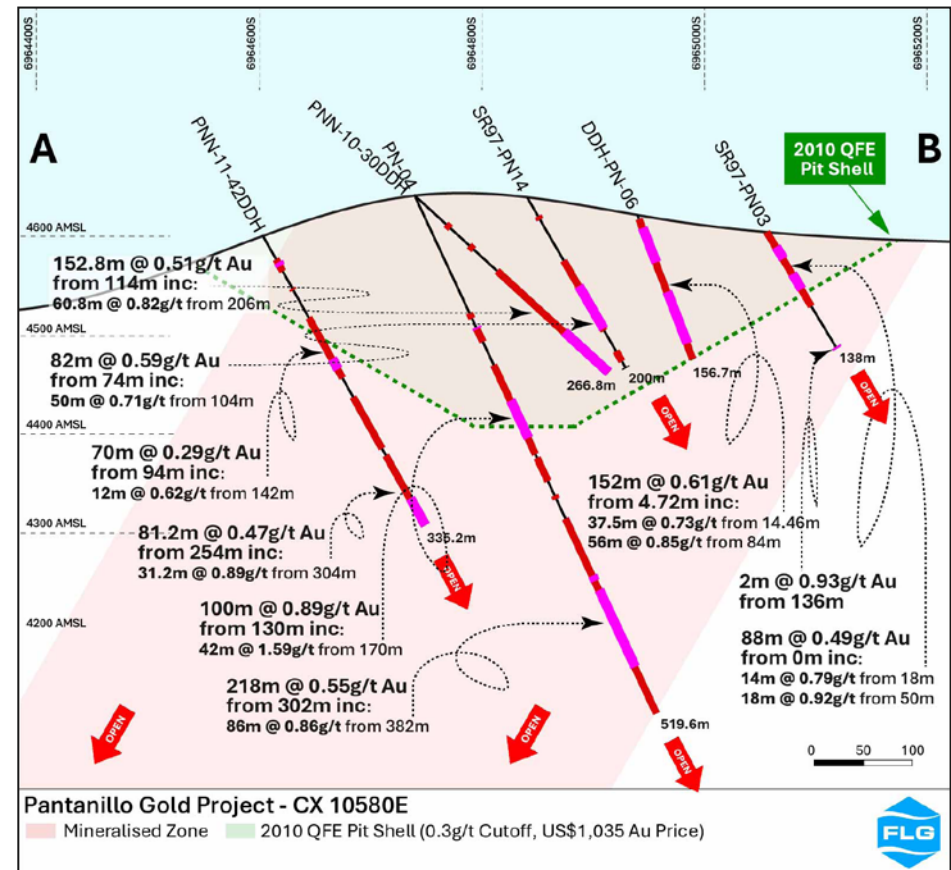 6964400S
6964600S
6964800S
6965000S
6965200S
A
B
PNN-11-42DDH
PNN-10-30DDH
PN-04
SR97-PN14
DDH-PN-06
SR97-PN03
2010 QFE
Pit Shell
4600 AMSL
4500 AMSL
4400 AMSL
4300 AMSL
4200 AMSL
152.8m @ 0.51g/t Au
from 114m inc:
60.8m @ 0.82g/t from 206m
82m @ 0.59g/t Au
from 74m inc:
50m @ 0.71g/t from 104m
70m @ 0.29g/t Au
from 94m inc:
12m @ 0.62g/t from 142m
81.2m @ 0.47g/t Au
from 254m inc:
31.2m @ 0.89g/t from 304m
100m @ 0.89g/t Au
from 130m inc:
42m @ 1.59g/t from 170m
218m @ 0.55g/t Au
from 302m inc:
86m @ 0.86g/t from 382m
152m @ 0.61g/t Au
from 4.72m inc:
37.5m @ 0.73g/t from 14.46m
56m @ 0.85g/t from 84m
2m @ 0.93g/t Au
from 136m
88m @ 0.49g/t Au
from 0m inc:
14m @ 0.79g/t from 18m
18m @ 0.92g/t from 50m
266.8m
200m
156.7m
138m
335.2m
519.6m
OPEN
OPEN
OPEN
OPEN
OPEN
OPEN
0 50 100
Pantanillo Gold Project - CX 10580E
Mineralised Zone
2010 QFE Pit Shell (0.3g/t Cutoff, US$1,035 Au Price)
FLG